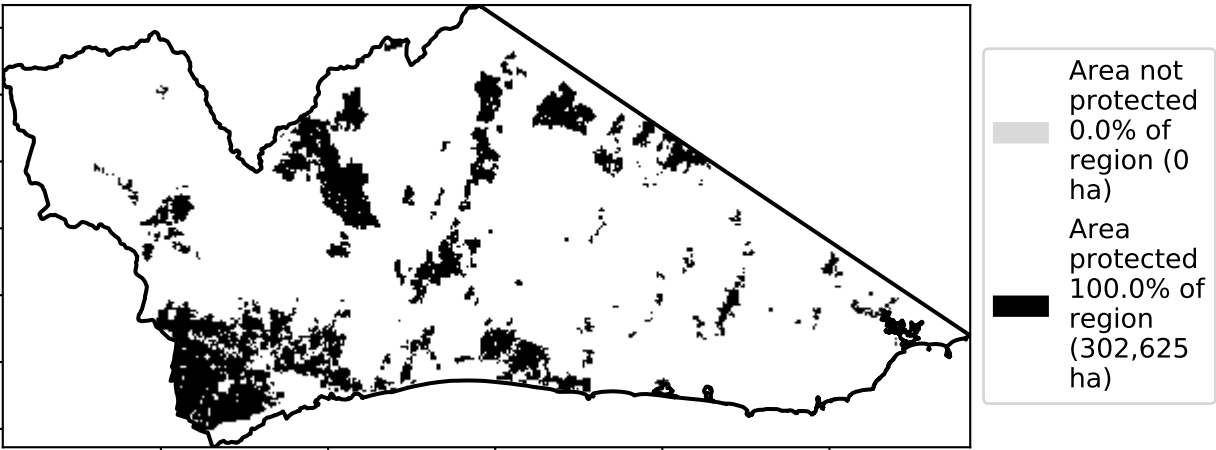 Area not
protected
0.0% of
region (0
ha)
Area
protected
100.0% of
region
(302,625
ha)